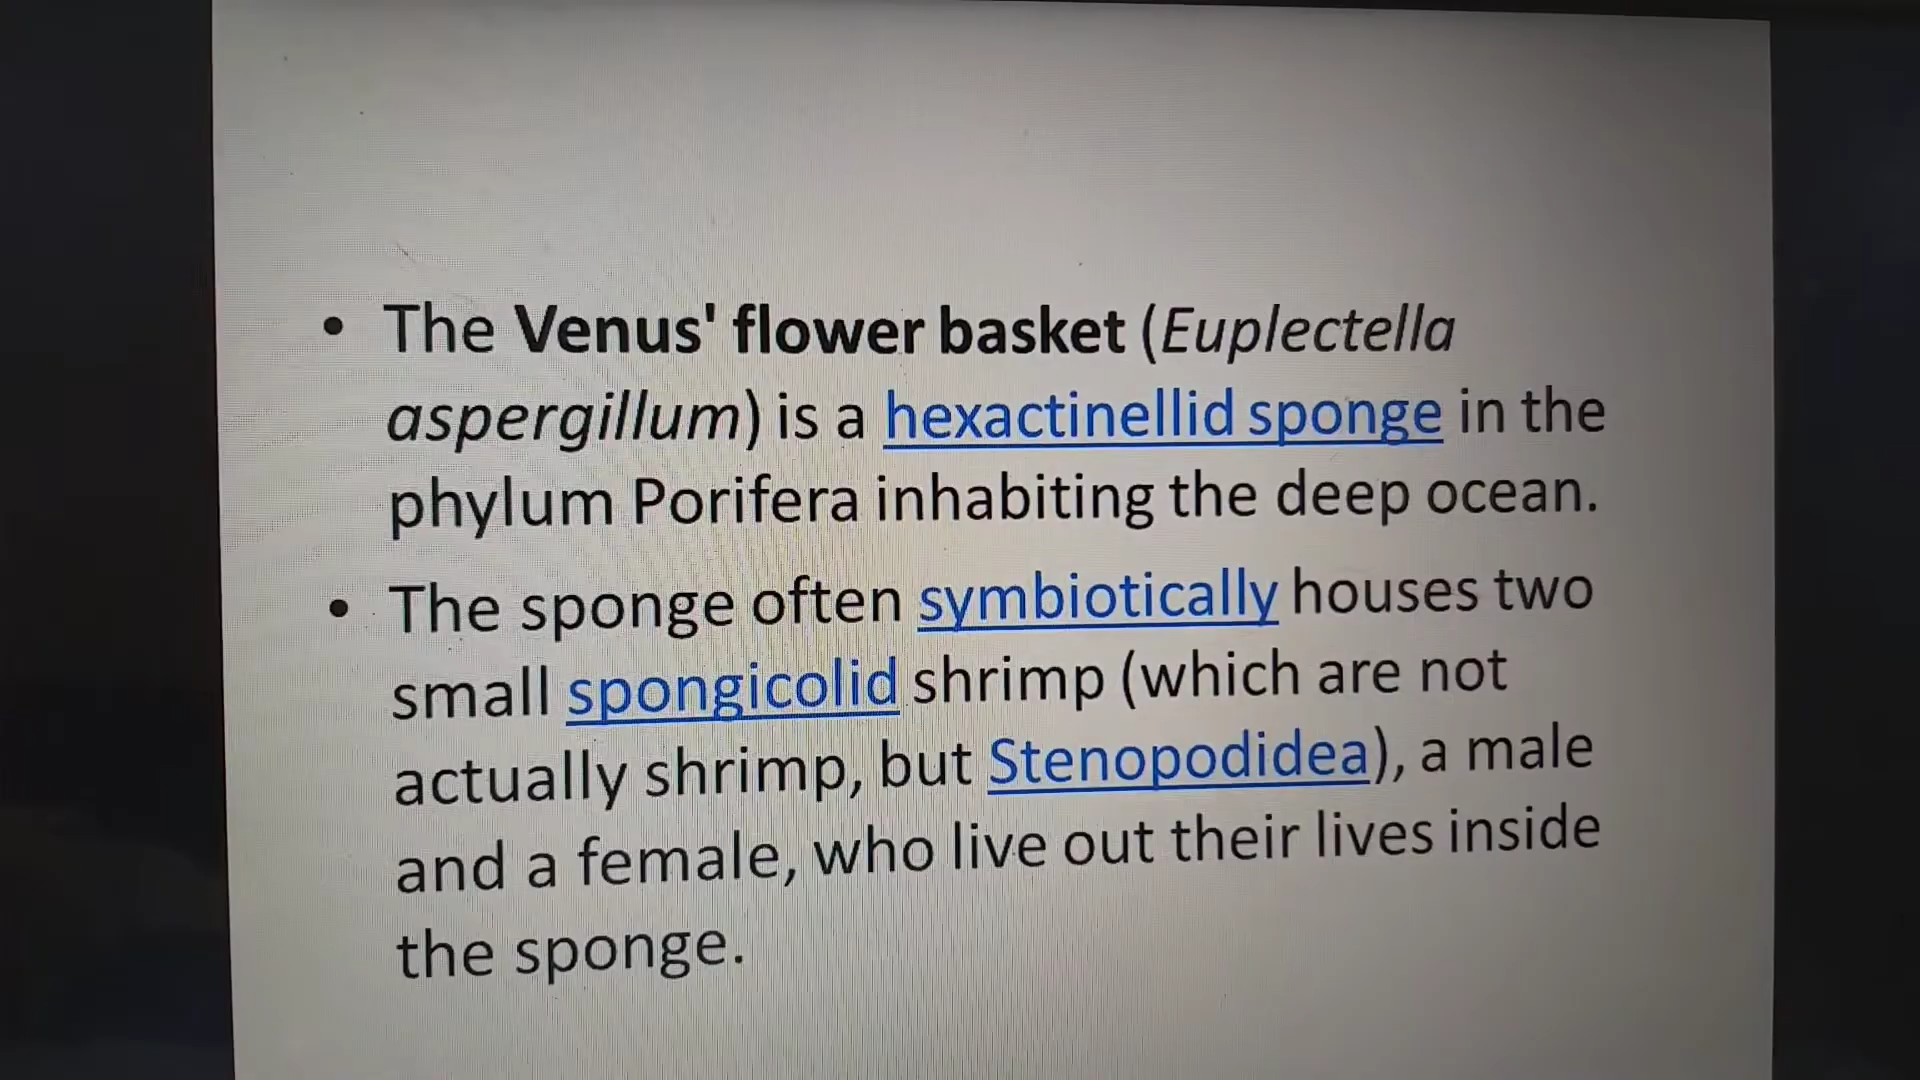 • The Venus' flower basket (Euplectella
aspergillum) is a hexactinellid sponge in the
phylum Porifera inhabiting the deep ocean.
• The sponge often symbiotically houses two
small spongicolid shrimp (which are not
actually shrimp, but Stenopodidea), a male
and a female, who live out their lives inside
the sponge.